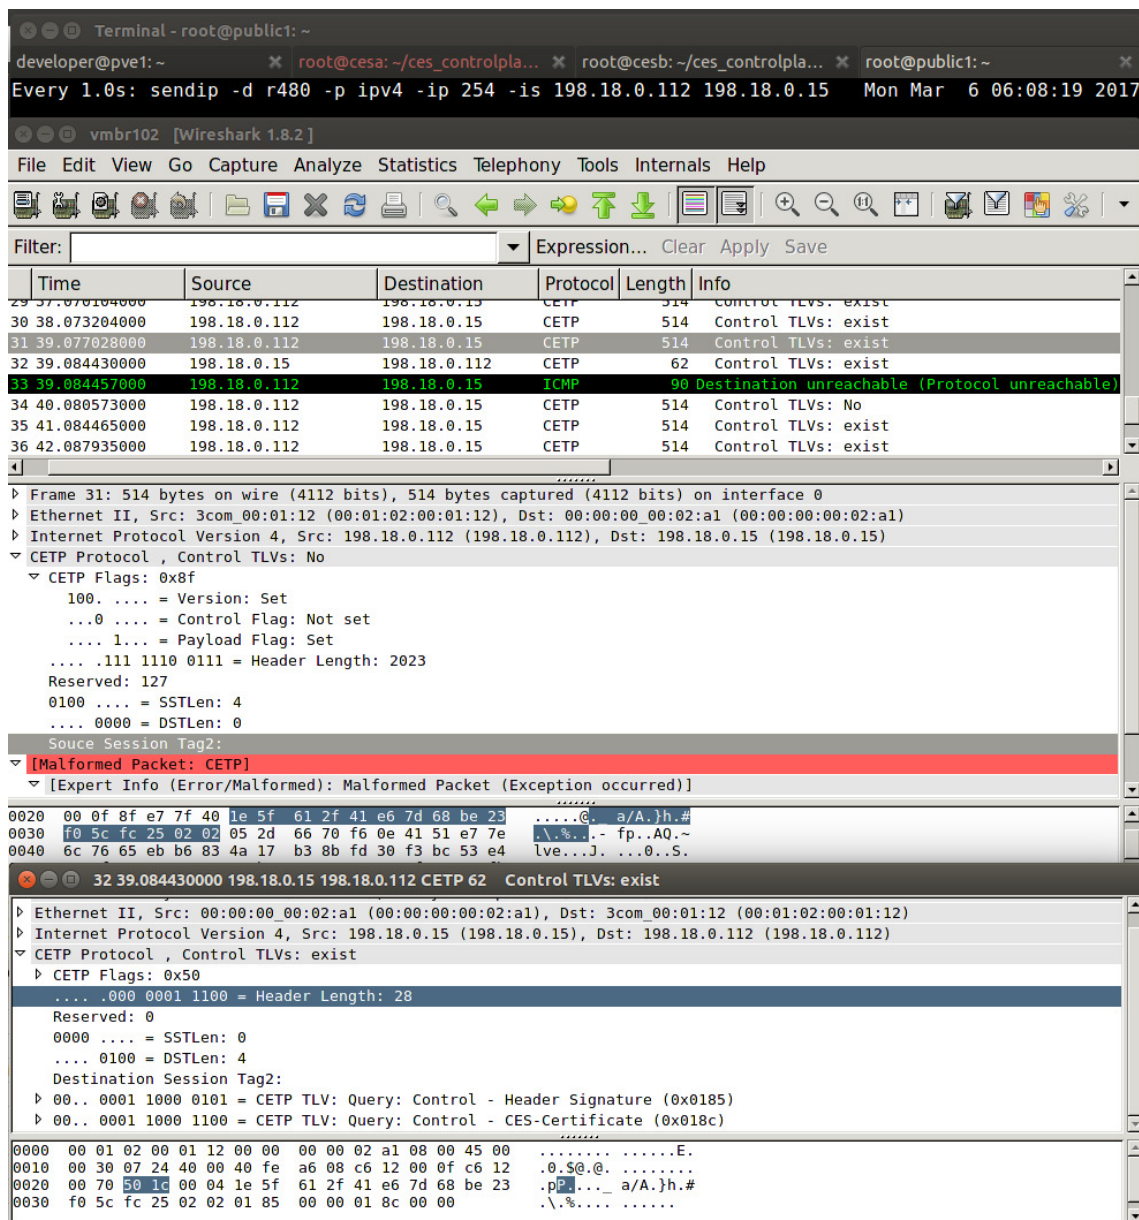 Terminal - root@public1: ~
developer@pve1: ~ root@cesa: ~/ces_controlpla... root@cesb: ~/ces_controlpla... root@public1: ~
Every 1.0s: sendip -d r480 -p ipv4 -ip 254 -is 198.18.0.112 198.18.0.15 Mon Mar 6 06:08:19 2017
vmbr102 [Wireshark 1.8.2 ]
File Edit View Go Capture Analyze Statistics Telephony Tools Internals Help
Filter: Expression... Clear Apply Save
Time Source Destination Protocol Length Info
29 37.070104000 198.18.0.112 198.18.0.15 CETP 514 Control TLVs: exist
30 38.073204000 198.18.0.112 198.18.0.15 CETP 514 Control TLVs: exist
31 39.077028000 198.18.0.112 198.18.0.15 CETP 514 Control TLVs: exist
32 39.084430000 198.18.0.15 198.18.0.112 CETP 62 Control TLVs: exist
33 39.084457000 198.18.0.112 198.18.0.15 ICMP 90 Destination unreachable (Protocol unreachable)
34 40.080573000 198.18.0.112 198.18.0.15 CETP 514 Control TLVs: No
35 41.084465000 198.18.0.112 198.18.0.15 CETP 514 Control TLVs: exist
36 42.087935000 198.18.0.112 198.18.0.15 CETP 514 Control TLVs: exist
Frame 31: 514 bytes on wire (4112 bits), 514 bytes captured (4112 bits) on interface 0
Ethernet II, Src: 3com_00:01:12 (00:01:02:00:01:12), Dst: 00:00:00_00:02:a1 (00:00:00:00:02:a1)
Internet Protocol Version 4, Src: 198.18.0.112 (198.18.0.112), Dst: 198.18.0.15 (198.18.0.15)
CETP Protocol , Control TLVs: No
CETP Flags: 0x8f
100. .... = Version: Set
...0 .... = Control Flag: Not set
.... 1... = Payload Flag: Set
.... .111 1110 0111 = Header Length: 2023
Reserved: 127
0100 .... = SSTLen: 4
.... 0000 = DSTLen: 0
Souce Session Tag2:
[Malformed Packet: CETP]
[Expert Info (Error/Malformed): Malformed Packet (Exception occurred)]
0020 00 0f 8f e7 7f 40 1e 5f 61 2f 41 e6 7d 68 be 23 .....@._ a/A.}h.#
0030 f0 5c fc 25 02 02 05 2d 66 70 f6 0e 41 51 e7 7e .\.%...- fp..AQ.~
0040 6c 76 65 eb b6 83 4a 17 b3 8b fd 30 f3 bc 53 e4 lve...J. ...0..S.
32 39.084430000 198.18.0.15 198.18.0.112 CETP 62 Control TLVs: exist
Ethernet II, Src: 00:00:00_00:02:a1 (00:00:00:00:02:a1), Dst: 3com_00:01:12 (00:01:02:00:01:12)
Internet Protocol Version 4, Src: 198.18.0.15 (198.18.0.15), Dst: 198.18.0.112 (198.18.0.112)
CETP Protocol , Control TLVs: exist
CETP Flags: 0x50
.... .000 0001 1100 = Header Length: 28
Reserved: 0
0000 .... = SSTLen: 0
.... 0100 = DSTLen: 4
Destination Session Tag2:
00.. 0001 1000 0101 = CETP TLV: Query: Control - Header Signature (0x0185)
00.. 0001 1000 1100 = CETP TLV: Query: Control - CES-Certificate (0x018c)
0000 00 01 02 00 01 12 00 00 00 00 02 a1 08 00 45 00 ........ ......E.
0010 00 30 07 24 40 00 40 fe a6 08 c6 12 00 0f c6 12 .0.$@.@. ........
0020 00 70 50 1c 00 04 1e 5f 61 2f 41 e6 7d 68 be 23 .pP...._ a/A.}h.#
0030 f0 5c fc 25 02 02 01 85 00 00 01 8c 00 00 .\.%.... ......